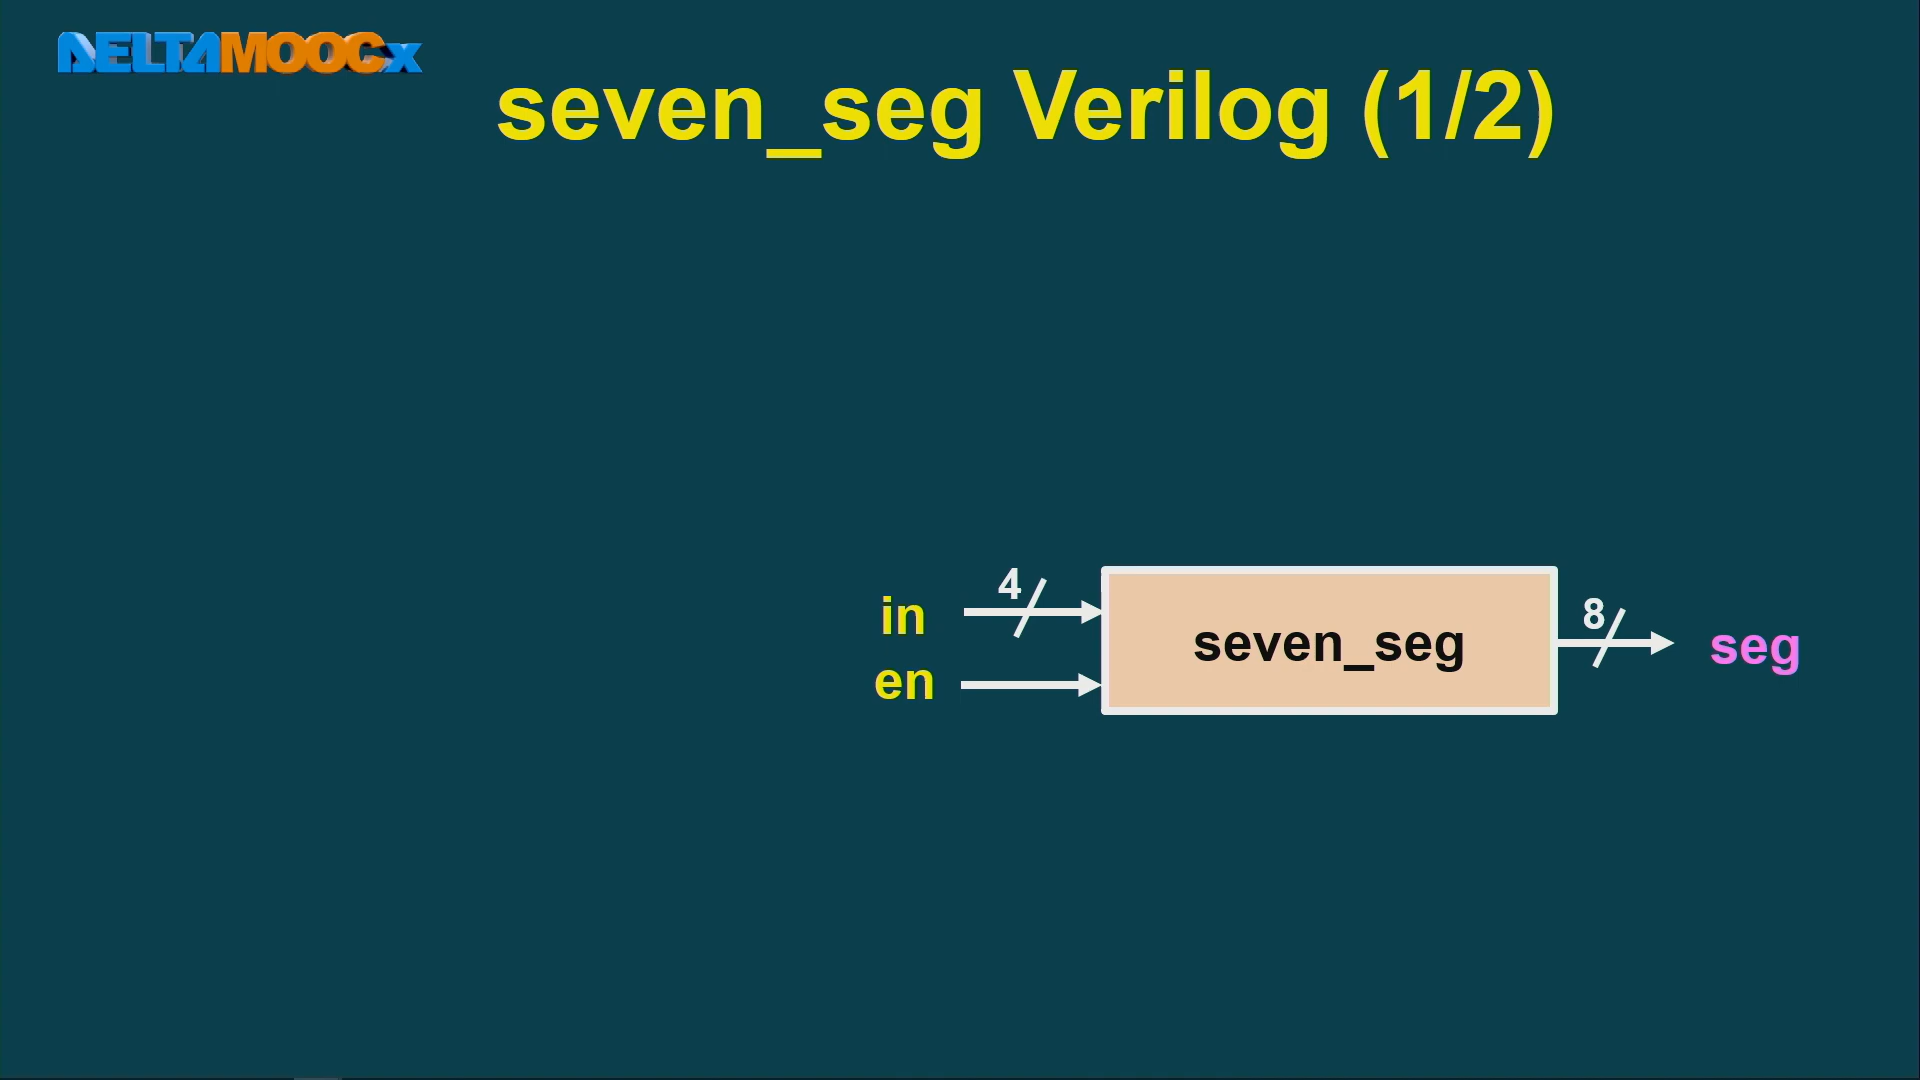 DELTAMOOCx
seven_seg Verilog (1/2)
4
in
en
seven_seg
8
seg